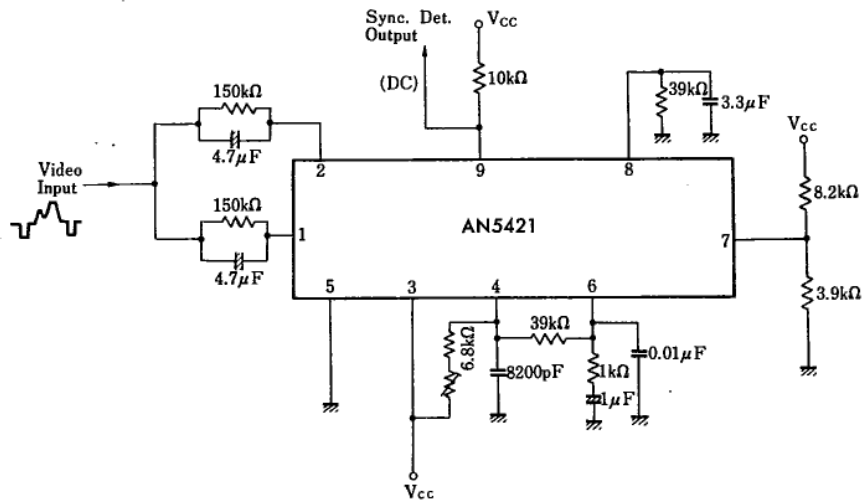 Sync. Det.
Output
VCC
(DC)
10kΩ
39kΩ
3.3μF
150kΩ
4.7μF
VCC
2
9
8
Video
Input
150kΩ
4.7μF
1
AN5421
7
8.2kΩ
3.9kΩ
5
3
4
6
6.8kΩ
39kΩ
8200pF
1kΩ
0.01μF
1μF
VCC